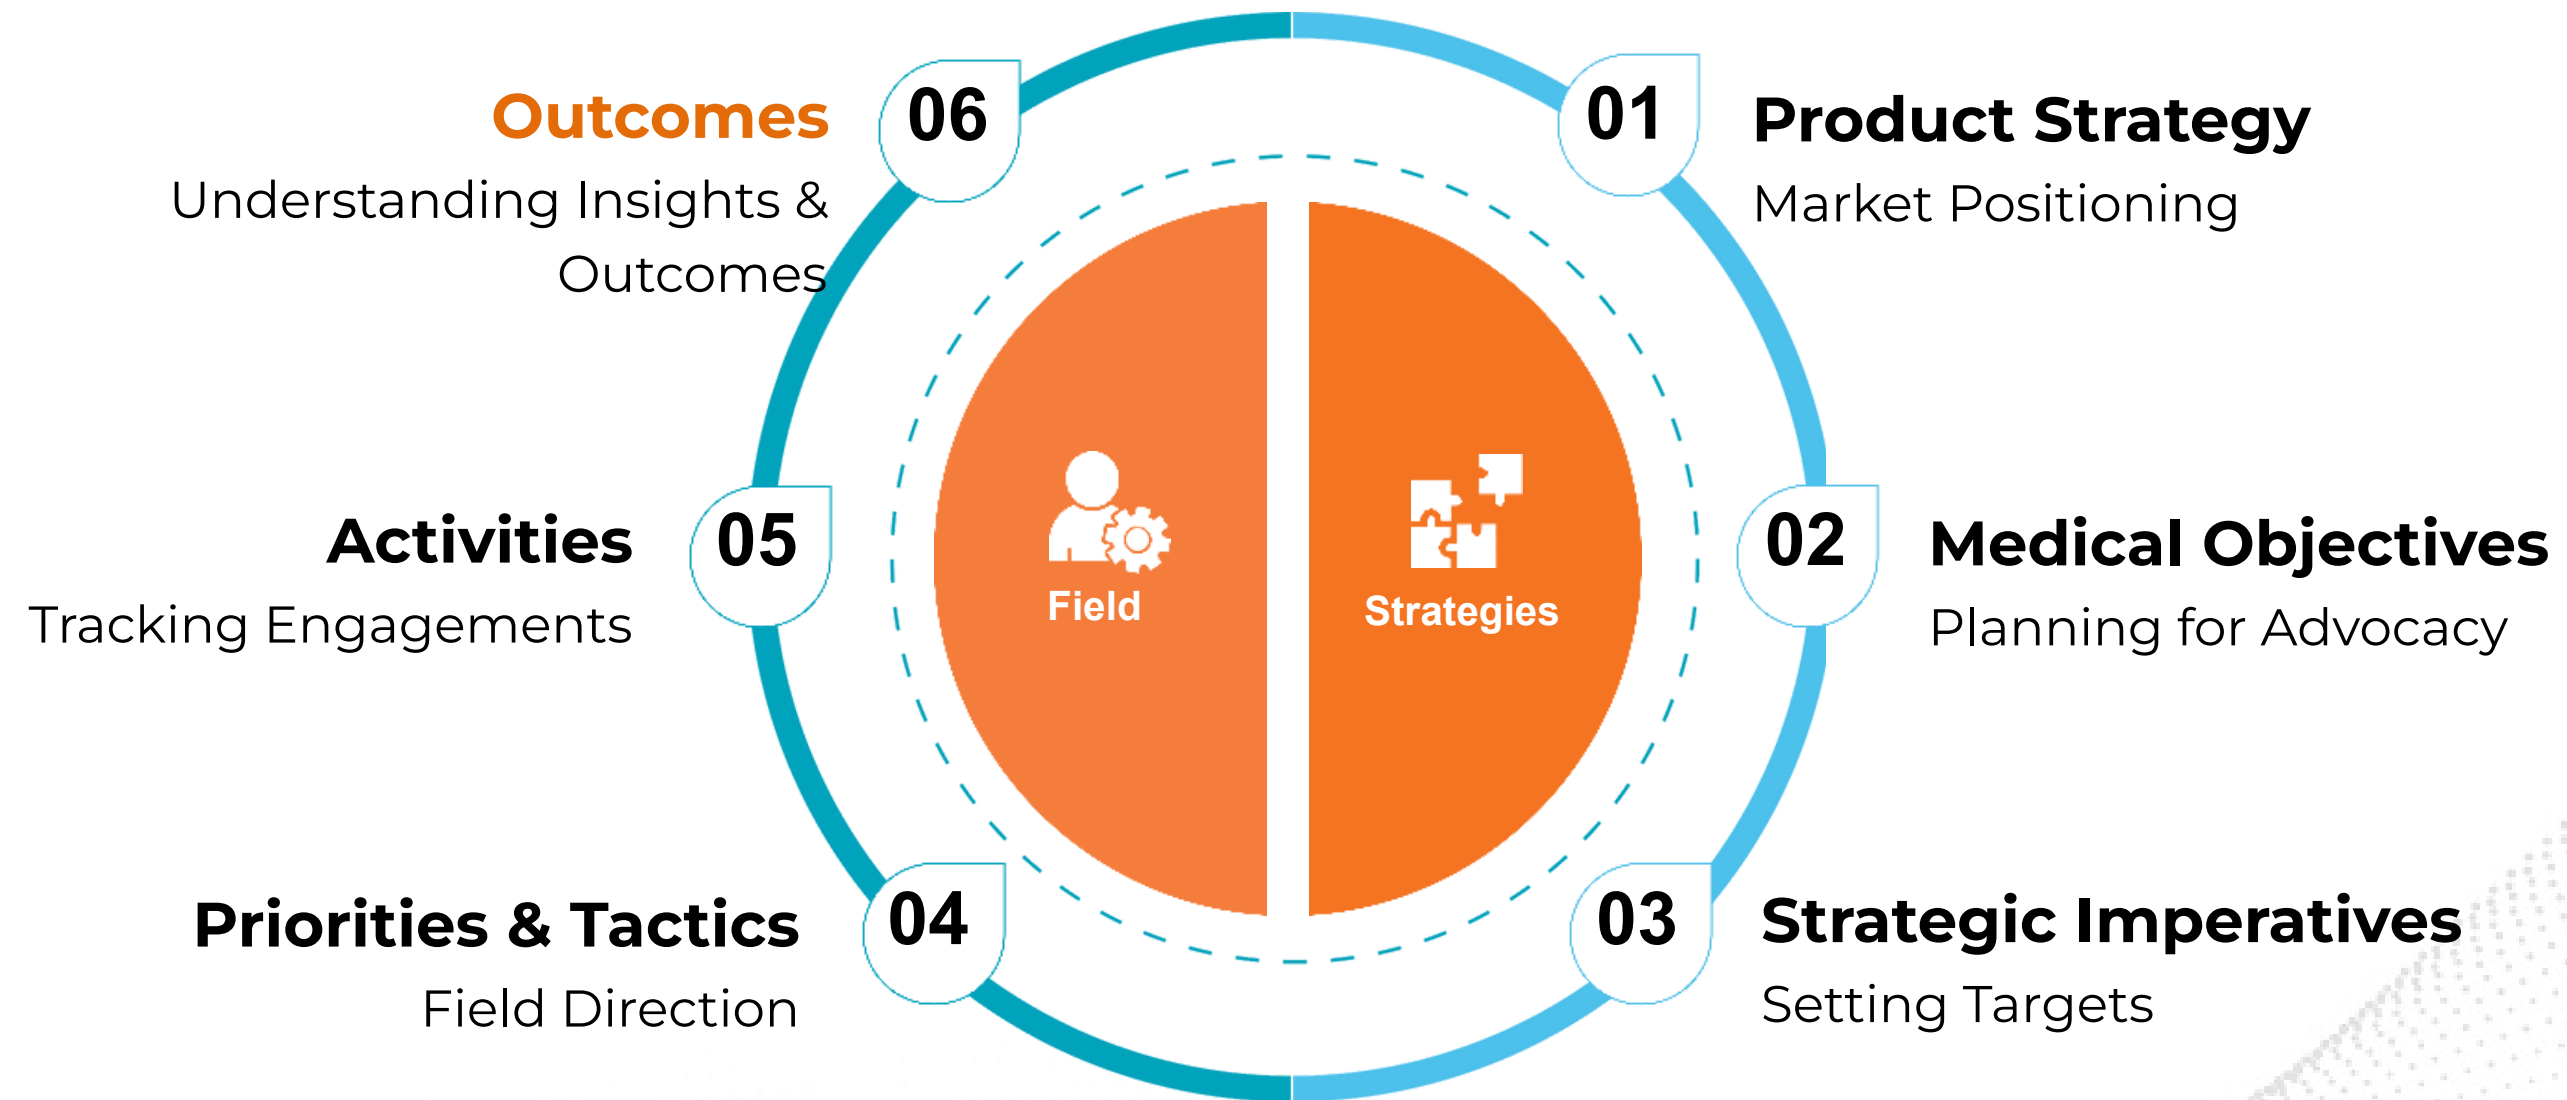 01
Product Strategy
Market Positioning
02
Medical Objectives
Planning for Advocacy
03
Strategic Imperatives
Setting Targets
04
Priorities & Tactics
Field Direction
05
Activities
Tracking Engagements
06
Outcomes
Understanding Insights &
Outcomes
Field
Strategies